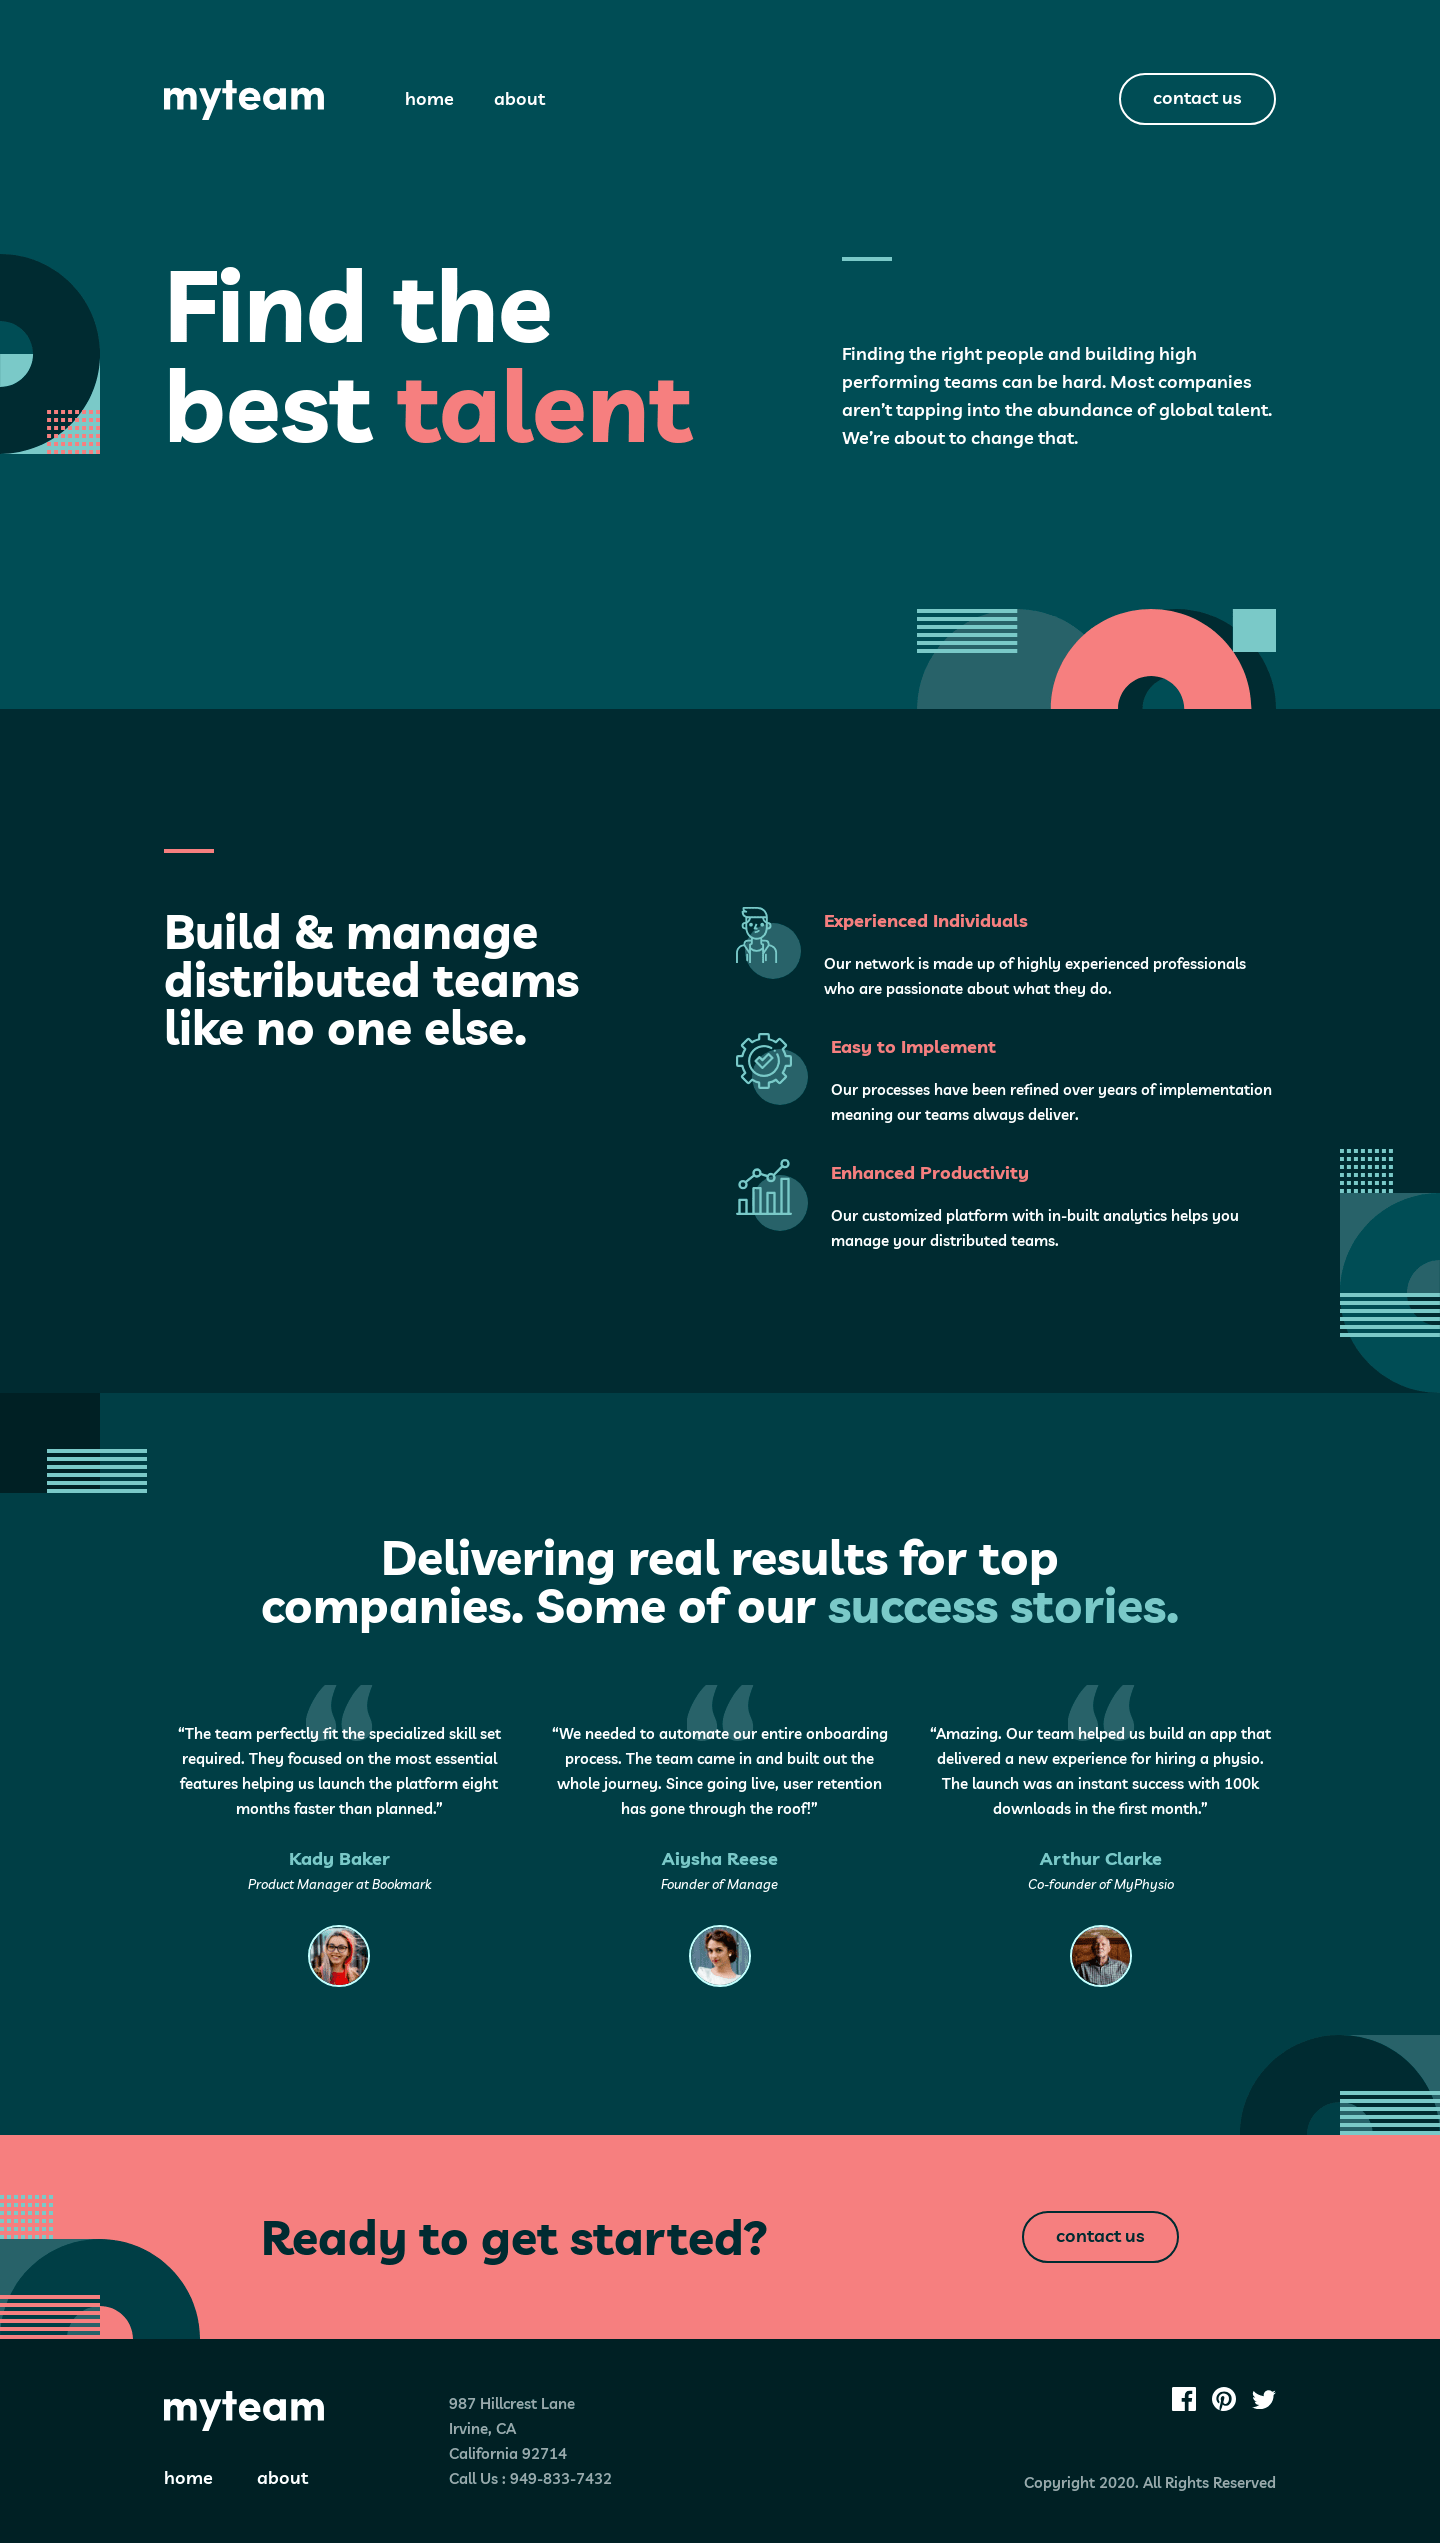 myteam
home
about
contact us
Find the
best talent
Finding the right people and building high
performing teams can be hard. Most companies
aren’t tapping into the abundance of global talent.
We’re about to change that.
Build & manage
distributed teams
like no one else.
Experienced Individuals
Our network is made up of highly experienced professionals
who are passionate about what they do.
Easy to Implement
Our processes have been refined over years of implementation
meaning our teams always deliver.
Enhanced Productivity
Our customized platform with in-built analytics helps you
manage your distributed teams.
Delivering real results for top
companies. Some of our success stories.
“The team perfectly fit the specialized skill set
required. They focused on the most essential
features helping us launch the platform eight
months faster than planned.”
Kady Baker
Product Manager at Bookmark
“We needed to automate our entire onboarding
process. The team came in and built out the
whole journey. Since going live, user retention
has gone through the roof!”
Aiysha Reese
Founder of Manage
“Amazing. Our team helped us build an app that
delivered a new experience for hiring a physio.
The launch was an instant success with 100k
downloads in the first month.”
Arthur Clarke
Co-founder of MyPhysio
Ready to get started?
contact us
myteam
home
about
987 Hillcrest Lane
Irvine, CA
California 92714
Call Us : 949-833-7432
Copyright 2020. All Rights Reserved